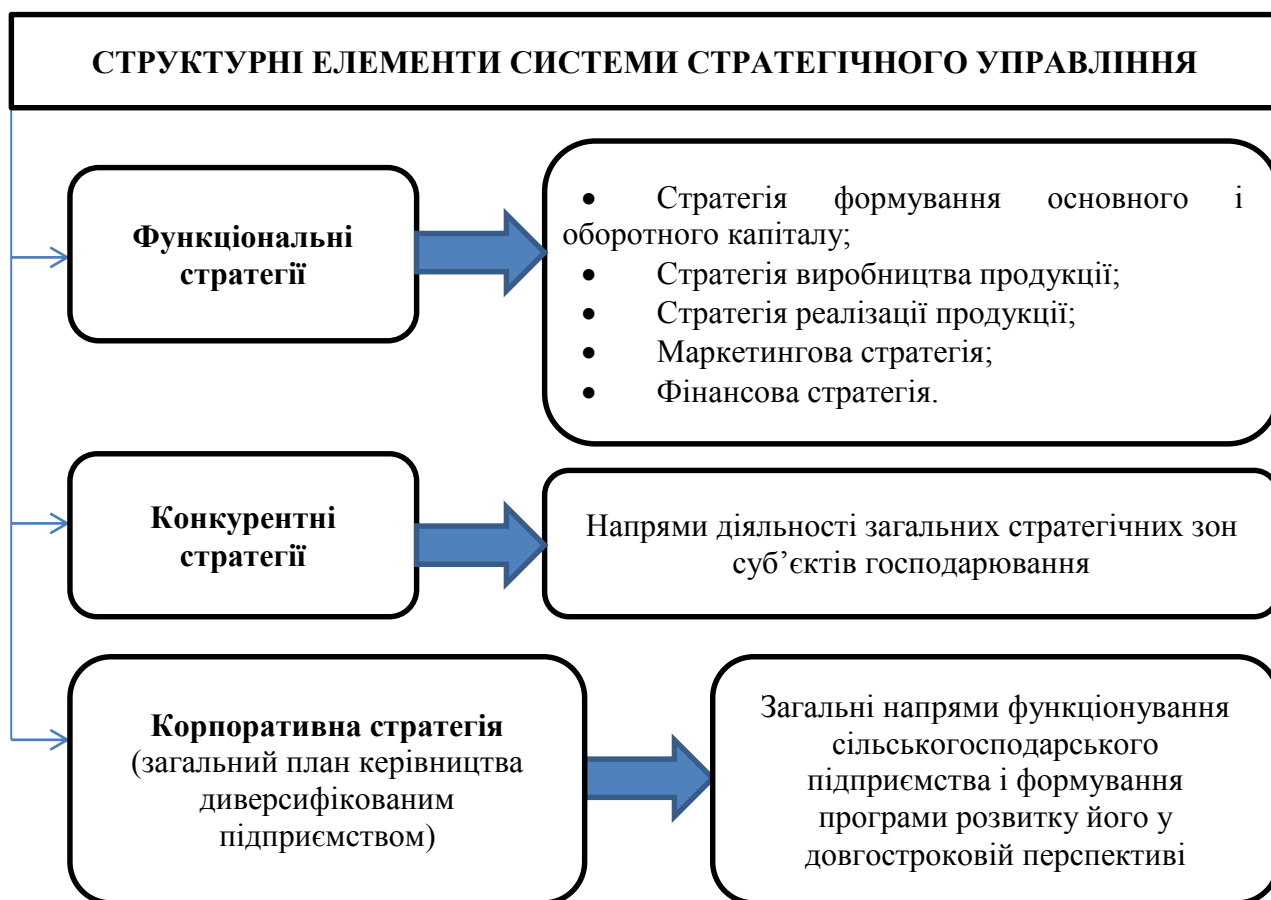 СТРУКТУРНІ ЕЛЕМЕНТИ СИСТЕМИ СТРАТЕГІЧНОГО УПРАВЛІННЯ
Функціональні
стратегії
• Стратегія формування основного і
оборотного капіталу;
• Стратегія виробництва продукції;
• Стратегія реалізації продукції;
• Маркетингова стратегія;
• Фінансова стратегія.
Конкурентні
стратегії
Напрями діяльності загальних стратегічних зон
суб’єктів господарювання
Корпоративна стратегія
(загальний план керівництва
диверсифікованим
підприємством)
Загальні напрями функціонування
сільськогосподарського
підприємства і формування
програми розвитку його у
довгостроковій перспективі